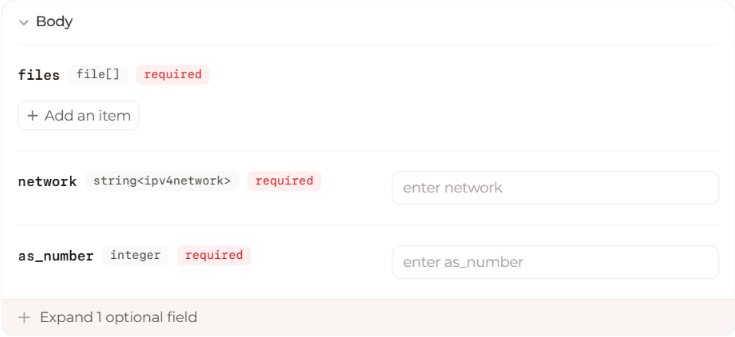 Body
files file[] required
+ Add an item
network string<ipv4network> required enter network
as_number integer required enter as_number
+ Expand 1 optional field